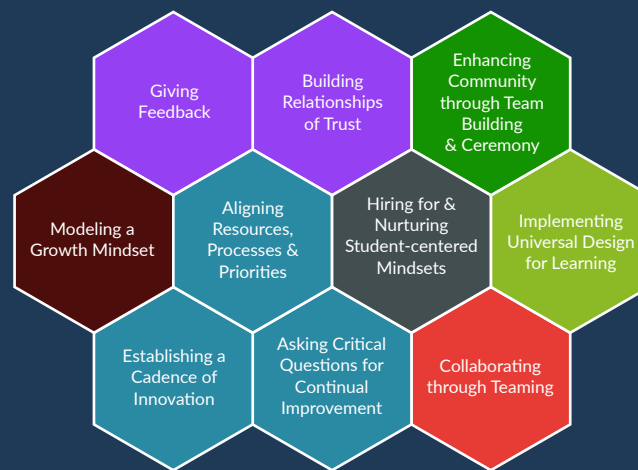 Giving
Feedback
Building
Relationships
of Trust
Enhancing
Community
through Team
Building
& Ceremony
Modeling a
Growth Mindset
Aligning
Resources,
Processes &
Priorities
Hiring for &
Nurturing
Student-centered
Mindsets
Implementing
Universal Design
for Learning
Establishing a
Cadence of
Innovation
Asking Critical
Questions for
Continual
Improvement
Collaborating
through Teaming